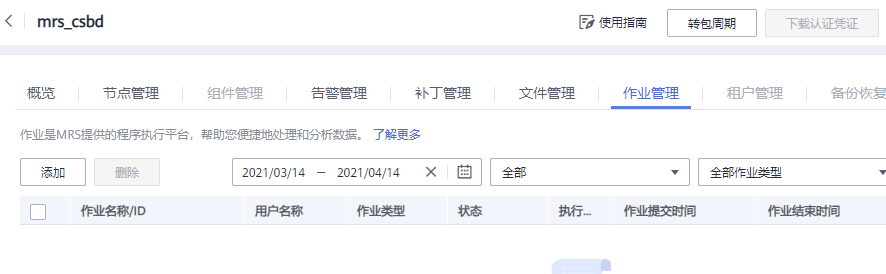 mrs_csbd 使用指南 转包周期 下载认证凭证
概览 节点管理 组件管理 告警管理 补丁管理 文件管理 作业管理 租户管理 备份恢复
作业是MRS提供的程序执行平台，帮助您便捷地处理和分析数据。 了解更多
添加 删除 2021/03/14 – 2021/04/14 全部 全部作业类型
作业名称/ID 用户名称 作业类型 状态 执行... 作业提交时间 作业结束时间